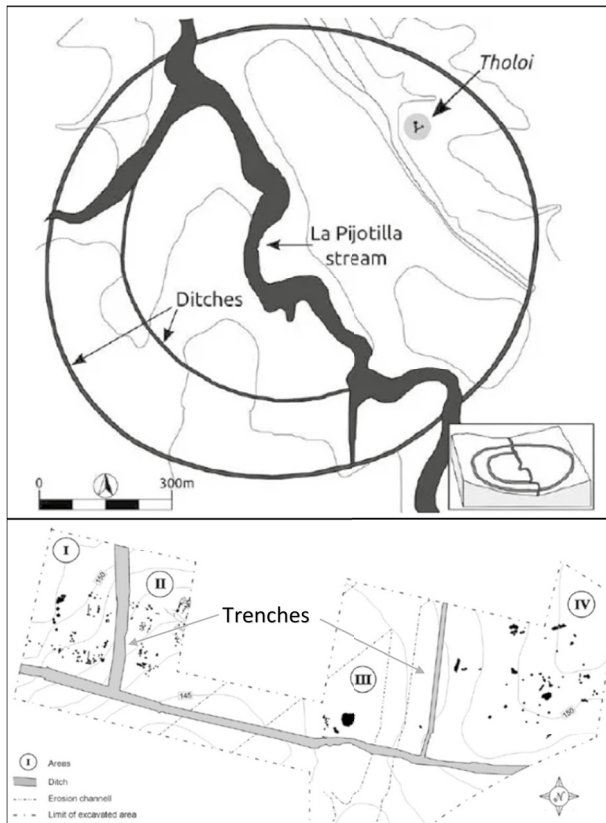 Tholoi
La Pijotilla
stream
Ditches
0
300m
I
150
II
IV
Trenches
III
145
150
I Areas
Ditch
Erosion channell
Limit of excavated area
N